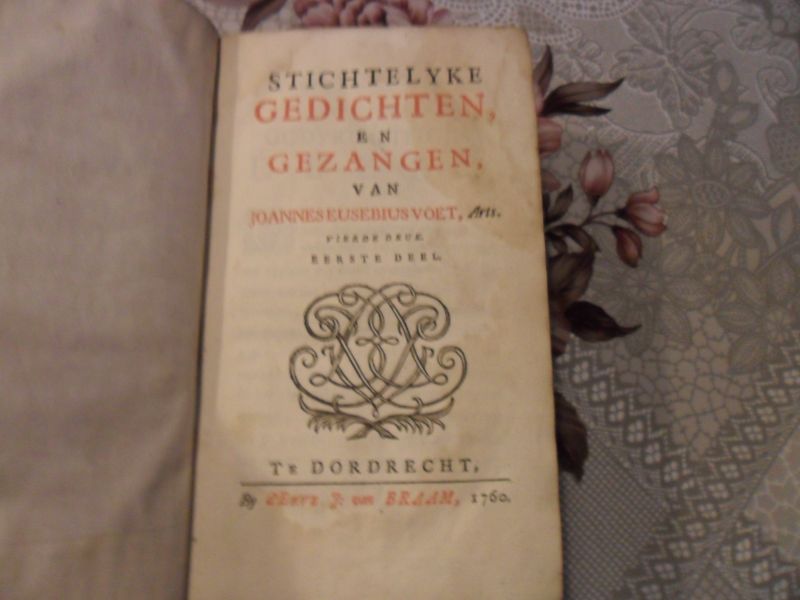 STICHTELYKE
GEDICHTEN,
EN
GEZANGEN,
VAN
JOANNES EUSEBIUS VOET, Arts.
VIERDE DRUK.
EERSTE DEEL.
TE DORDRECHT,
By J. van BRAAM, 1760.